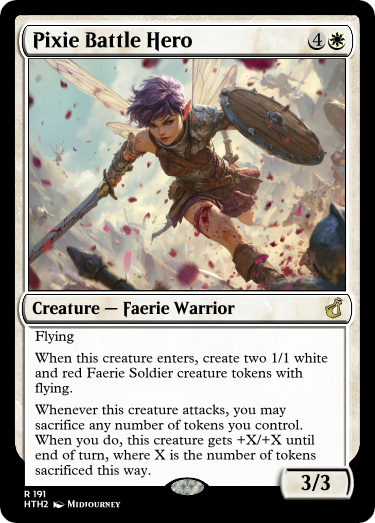 Pixie Battle Hero 4
Creature — Faerie Warrior
Flying
When this creature enters, create two 1/1 white
and red Faerie Soldier creature tokens with
flying.
Whenever this creature attacks, you may
sacrifice any number of tokens you control.
When you do, this creature gets +X/+X until
end of turn, where X is the number of tokens
sacrificed this way.
3/3
R 191
HTH2 Midjourney